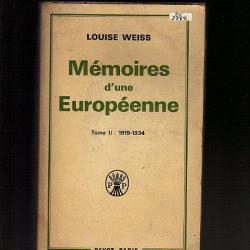 LOUISE WEISS
Mémoires
d'une
Européenne
Tome II : 1919-1934
P P
PAYOT PARIS